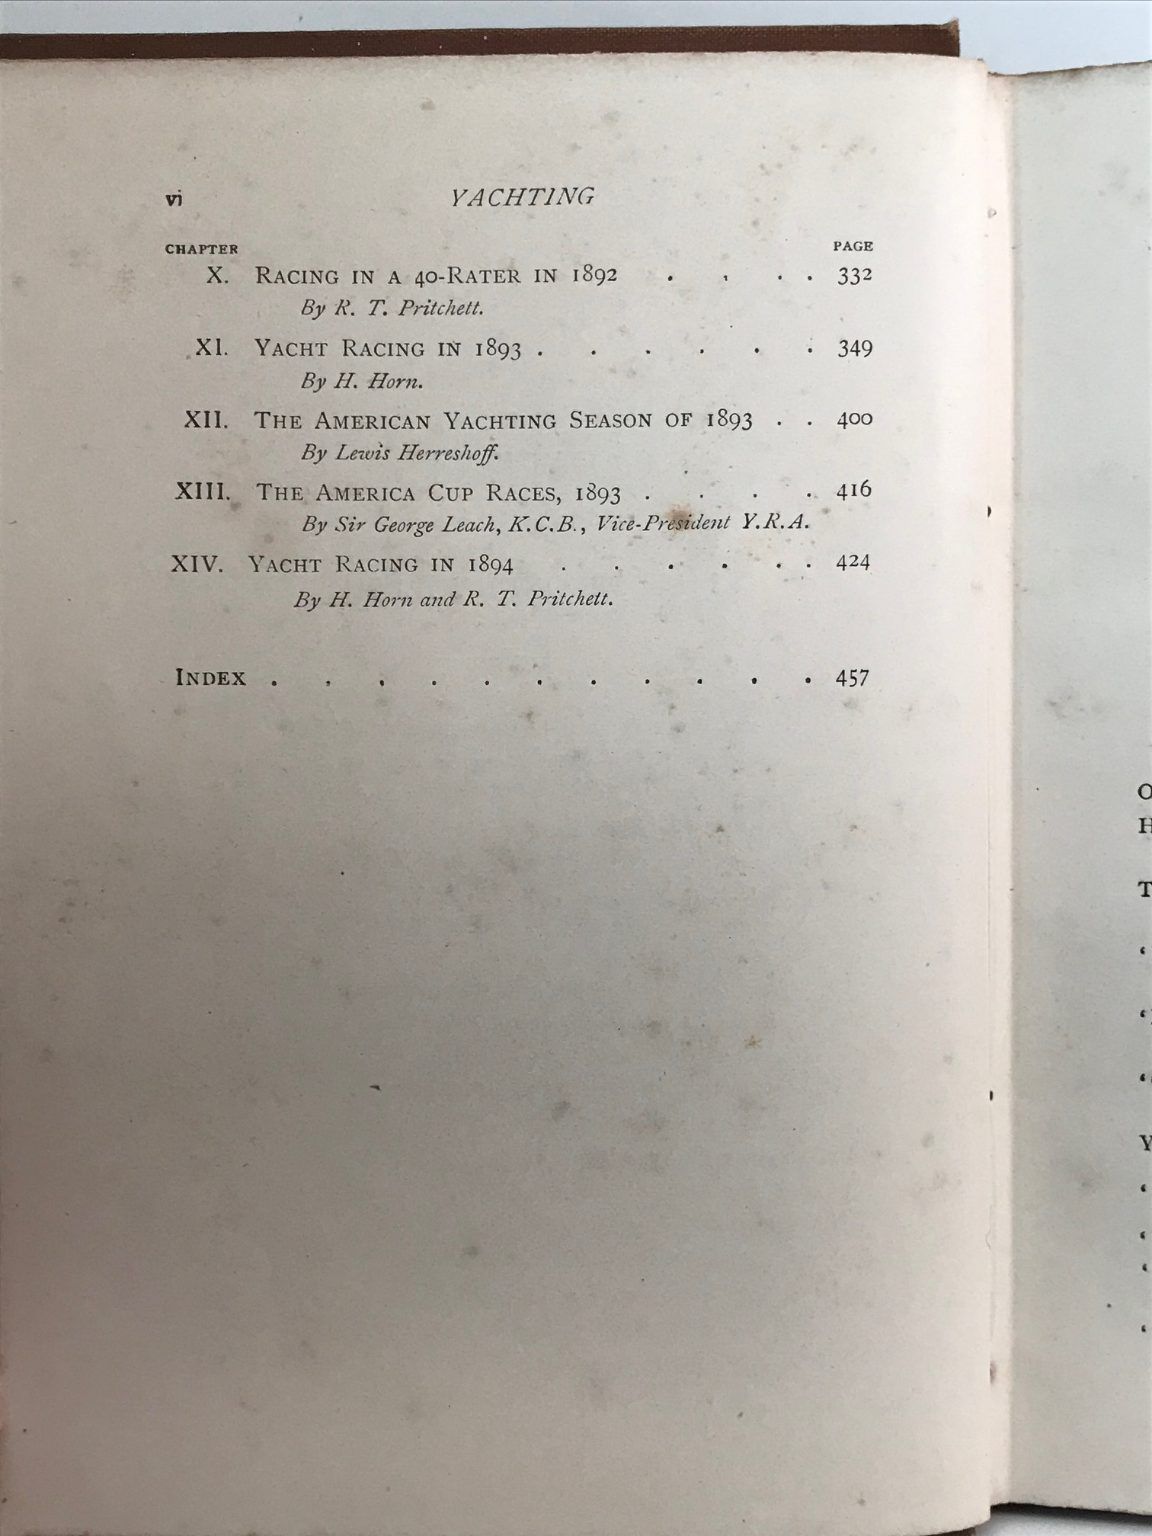 vi YACHTING
CHAPTER PAGE
X. RACING IN A 40-RATER IN 1892 . . . . 332
By R. T. Pritchett.
XI. YACHT RACING IN 1893 . . . . . . 349
By H. Horn.
XII. THE AMERICAN YACHTING SEASON OF 1893 . . 400
By Lewis Herreshoff.
XIII. THE AMERICA CUP RACES, 1893 . . . . 416
By Sir George Leach, K.C.B., Vice-President Y.R.A.
XIV. YACHT RACING IN 1894 . . . . . . 424
By H. Horn and R. T. Pritchett.
INDEX . . . . . . . . . . . 457